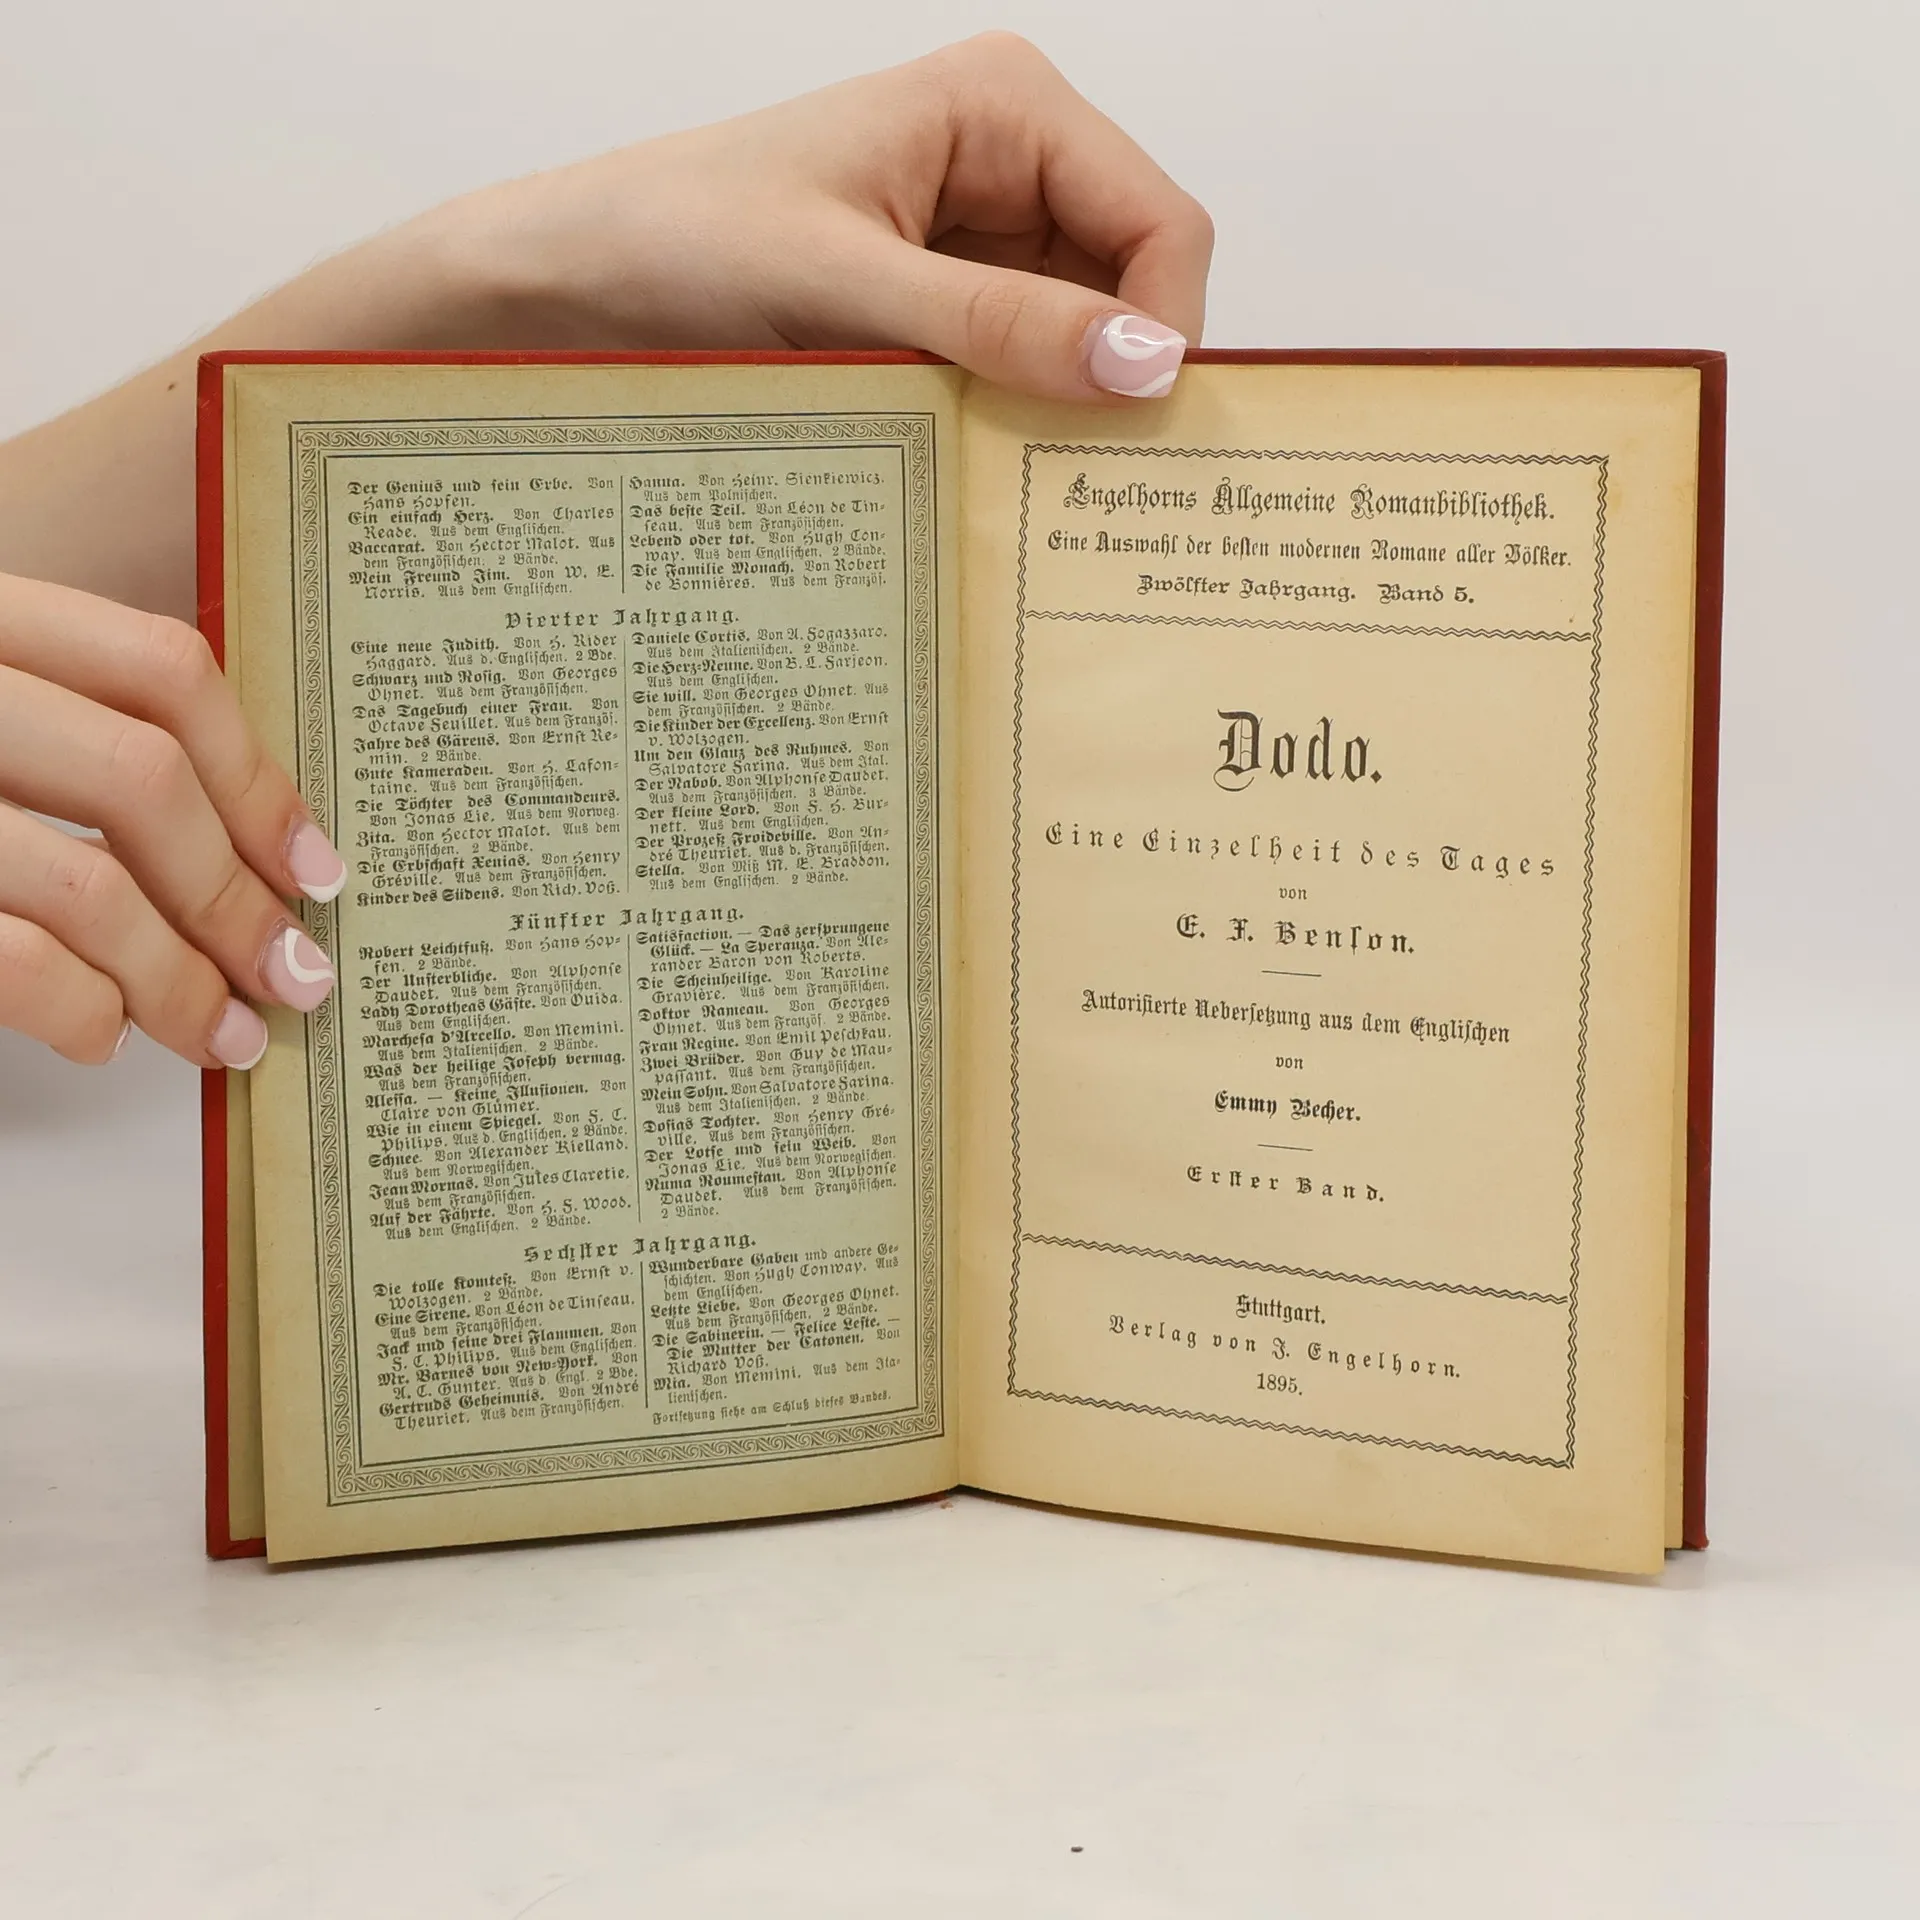 Der Genius und sein Erbe. Von
Hans Hopfen.
Ein einfach Herz. Von Charles
Reade. Aus dem Englischen.
Baccarat. Von Hector Malot. Aus
dem Französischen. 2 Bände.
Mein Freund Jim. Von W. E.
Norris. Aus dem Englischen.
Hanna. Von Heinr. Sienkiewicz.
Aus dem Polnischen.
Das beste Teil. Von Léon de Tin-
seau. Aus dem Französischen.
Lebend oder tot. Von Hugh Con-
way. Aus dem Englischen. 2 Bände.
Die Familie Monach. Von Robert
de Bonnières. Aus dem Französ.
Vierter Jahrgang.
Eine neue Judith. Von H. Rider
Haggard. Aus d. Englischen. 2 Bde.
Schwarz und Rosig. Von Georges
Ohnet. Aus dem Französischen.
Das Tagebuch einer Frau. Von
Octave Feuillet. Aus dem Französ.
Jahre des Gärens. Von Ernst Re-
min. 2 Bände.
Gute Kameraden. Von H. Lafon-
taine. Aus dem Französischen.
Die Töchter des Commandeurs.
Von Jonas Lie. Aus dem Norweg.
Zita. Von Hector Malot. Aus dem
Französischen. 2 Bände.
Die Erbschaft Xenias. Von Henry
Gréville. Aus dem Französischen.
Kinder des Südens. Von Rich. Voß.
Daniele Cortis. Von A. Fogazzaro.
Aus dem Italienischen. 2 Bände.
Die Herz-Neune. Von B. L. Farjeon.
Aus dem Englischen.
Sie will. Von Georges Ohnet. Aus
dem Französischen. 2 Bände.
Die Kinder der Excellenz. Von Ernst
v. Wolzogen.
Um den Glanz des Ruhmes. Von
Salvatore Farina. Aus dem Ital.
Der Nabob. Von Alphonse Daudet.
Aus dem Französischen. 3 Bände.
Der kleine Lord. Von F. H. Bur-
nett. Aus dem Englischen.
Der Prozeß Froideville. Von An-
dré Theuriet. Aus d. Französischen.
Stella. Von Miß M. E. Braddon.
Aus dem Englischen. 2 Bände.
Fünfter Jahrgang.
Robert Leichtfuß. Von Hans Hop-
fen. 2 Bände.
Der Unsterbliche. Von Alphonse
Daudet. Aus dem Französischen.
Lady Dorotheas Gäste. Von Ouida.
Aus dem Englischen.
Marchesa d'Arcello. Von Memini.
Aus dem Italienischen. 2 Bände.
Was der heilige Joseph vermag.
Aus dem Französischen.
Alessa. — Keine Illusionen. Von
Claire von Glümer.
Wie in einem Spiegel. Von F. C.
Philips. Aus d. Englischen. 2 Bände.
Schnee. Von Alexander Kielland.
Aus dem Norwegischen.
Jean Mornas. Von Jules Claretie.
Aus dem Französischen.
Auf der Fährte. Von H. F. Wood.
Aus dem Englischen. 2 Bände.
Satisfaction. — Das zersprungene
Glück. — La Speranza. Von Ale-
xander Baron von Roberts.
Die Scheinheilige. Von Karoline
Gravière. Aus dem Französischen.
Doktor Rameau. Von Georges
Ohnet. Aus dem Französ. 2 Bände.
Frau Regine. Von Emil Peschkau.
Zwei Brüder. Von Guy de Mau-
passant. Aus dem Französischen.
Mein Sohn. Von Salvatore Farina.
Aus dem Italienischen. 2 Bände.
Dosias Tochter. Von Henry Gré-
ville. Aus dem Französischen.
Der Lotse und sein Weib. Von
Jonas Lie. Aus dem Norwegischen.
Numa Roumestan. Von Alphonse
Daudet. Aus dem Französischen.
2 Bände.
Sechster Jahrgang.
Die tolle Komteß. Von Ernst v.
Wolzogen. 2 Bände.
Eine Sirene. Von Léon de Tinseau.
Aus dem Französischen.
Jack und seine drei Flammen. Von
F. C. Philips. Aus dem Englischen.
Mr. Barnes von New-York. Von
A. C. Gunter. Aus d. Engl. 2 Bde.
Gertruds Geheimnis. Von André
Theuriet. Aus dem Französischen.
Wunderbare Gaben und andere Ge-
schichten. Von Hugh Conway. Aus
dem Englischen.
Letzte Liebe. Von Georges Ohnet.
Aus dem Französischen. 2 Bände.
Die Sabinerin. — Felice Leste. —
Die Mutter der Catonen. Von
Richard Voß.
Mia. Von Memini. Aus dem Ita-
lienischen.
Fortsetzung siehe am Schluß dieses Bandes.
Engelhorns Allgemeine Romanbibliothek.
Eine Auswahl der besten modernen Romane aller Völker.
Zwölfter Jahrgang. Band 5.
Dodo.
Eine Einzelheit des Tages
von
E. F. Benson.
Autorisierte Uebersetzung aus dem Englischen
von
Emmy Becher.
Erster Band.
Stuttgart.
Verlag von J. Engelhorn.
1895.